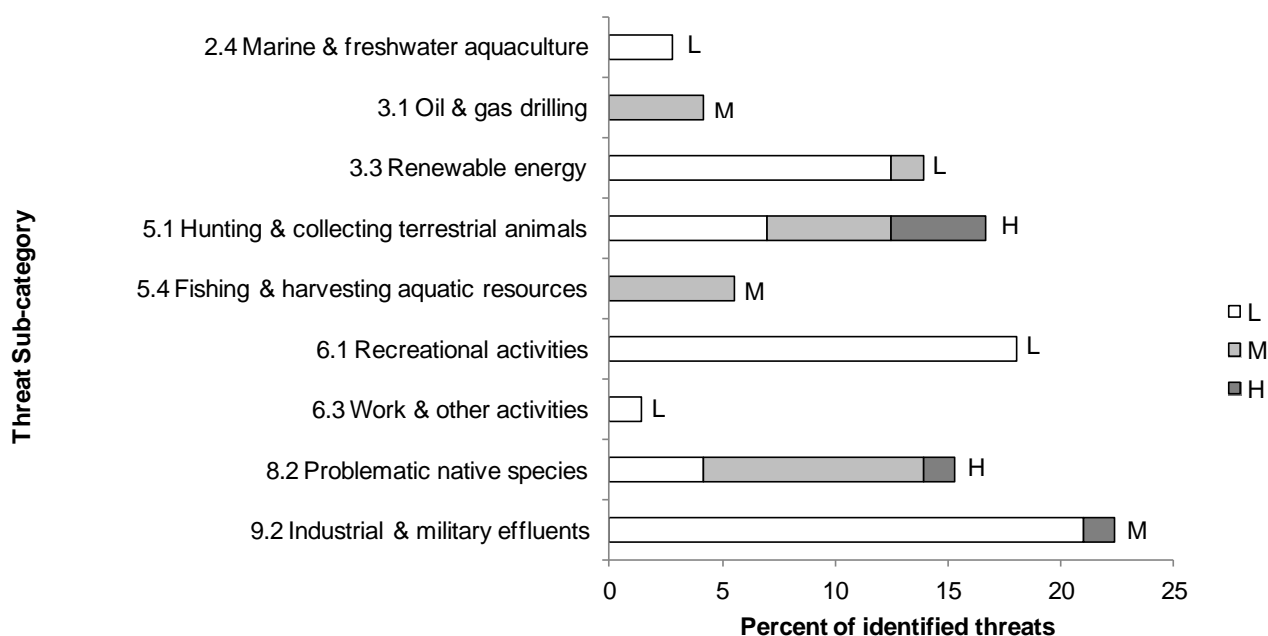 Threat Sub-category
2.4 Marine & freshwater aquaculture
L
3.1 Oil & gas drilling
M
3.3 Renewable energy
L
5.1 Hunting & collecting terrestrial animals
H
5.4 Fishing & harvesting aquatic resources
M
6.1 Recreational activities
L
6.3 Work & other activities
L
8.2 Problematic native species
H
9.2 Industrial & military effluents
M
0 5 10 15 20 25
Percent of identified threats
L
M
H